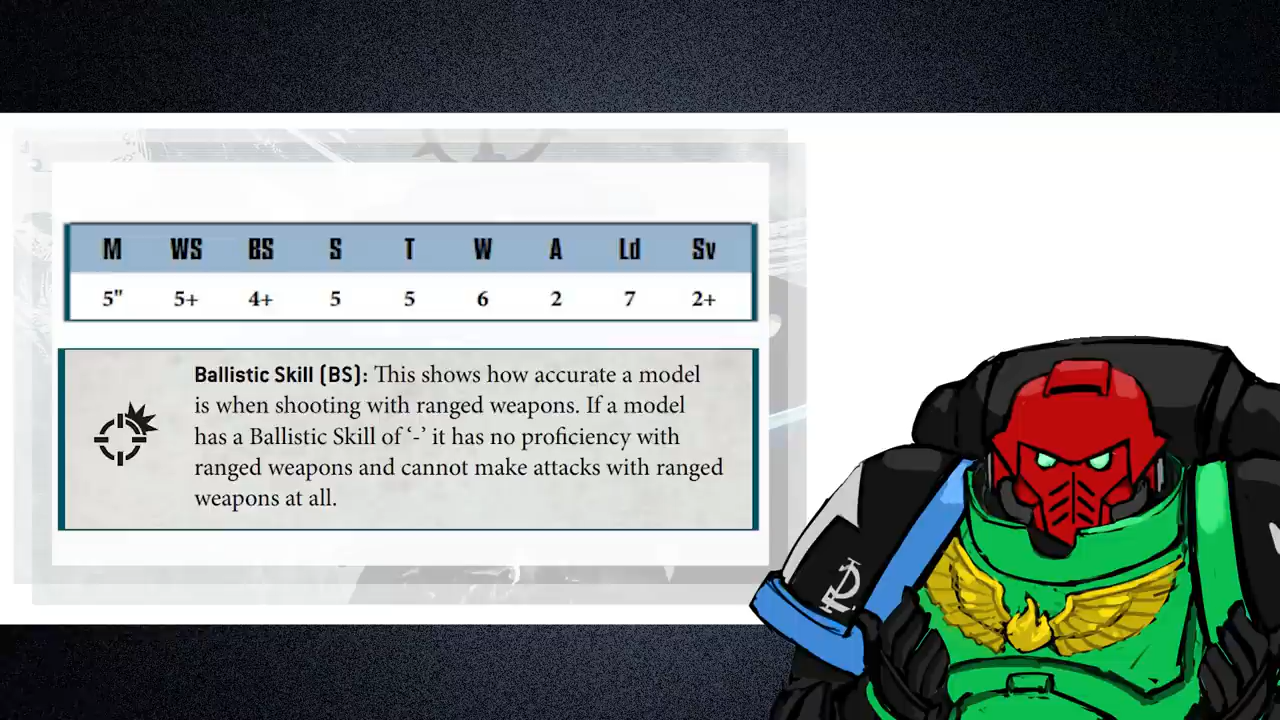 M WS BS S T W A Ld Sv
5" 5+ 4+ 5 5 6 2 7 2+
Ballistic Skill (BS): This shows how accurate a model
is when shooting with ranged weapons. If a model
has a Ballistic Skill of ‘-’ it has no proficiency with
ranged weapons and cannot make attacks with ranged
weapons at all.